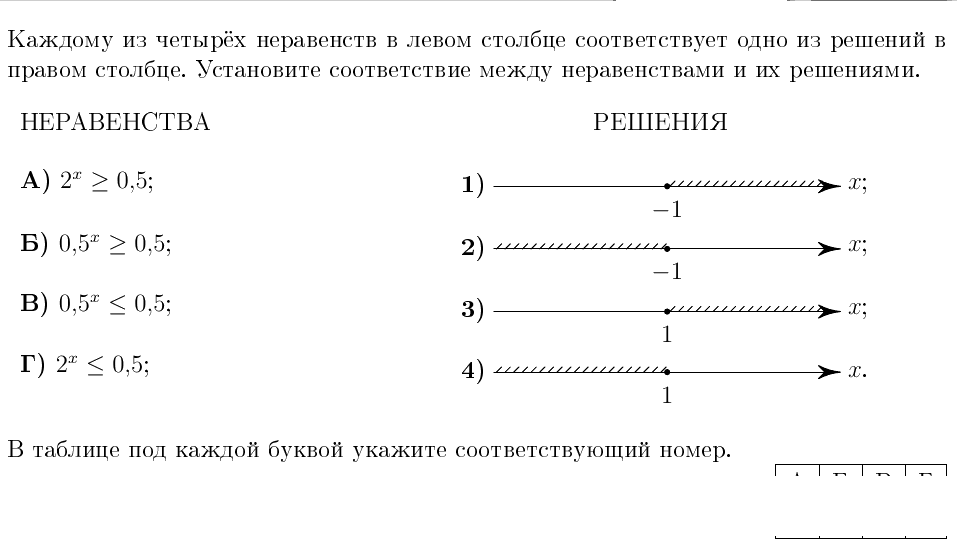 Каждому из четырёх неравенств в левом столбце соответствует одно из решений в
правом столбце. Установите соответствие между неравенствами и их решениями.
НЕРАВЕНСТВА
РЕШЕНИЯ
А) 2^x ≥ 0,5;
1) x;
−1
Б) 0,5^x ≥ 0,5;
2) x;
−1
В) 0,5^x ≤ 0,5;
3) x;
1
Г) 2^x ≤ 0,5;
4) x.
1
В таблице под каждой буквой укажите соответствующий номер.